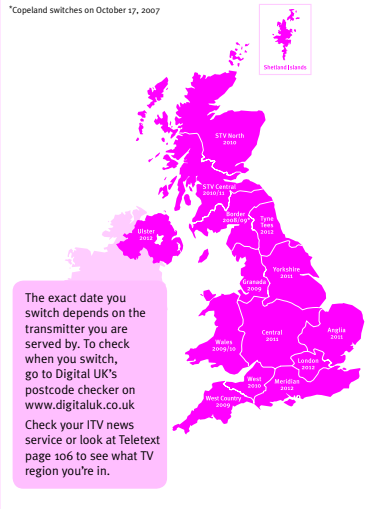 *Copeland switches on October 17, 2007
Shetland Islands
STV North
2010
STV Central
2010/11
Border
2008/09*
Tyne
Tees
2012
Ulster
2012
Yorkshire
2011
Granada
2009
Central
2011
Anglia
2011
Wales
2009/10
London
2012
West
2010
Meridian
2012
West Country
2009
The exact date you
switch depends on the
transmitter you are
served by. To check
when you switch,
go to Digital UK's
postcode checker on
www.digitaluk.co.uk
Check your ITV news
service or look at Teletext
page 106 to see what TV
region you're in.